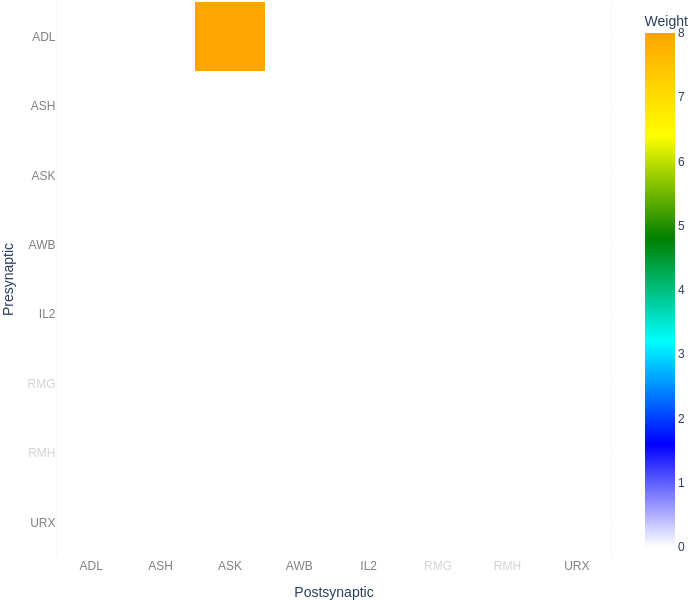 Weight
8
7
6
5
4
3
2
1
0
Presynaptic
ADL
ASH
ASK
AWB
IL2
RMG
RMH
URX
ADL ASH ASK AWB IL2 RMG RMH URX
Postsynaptic